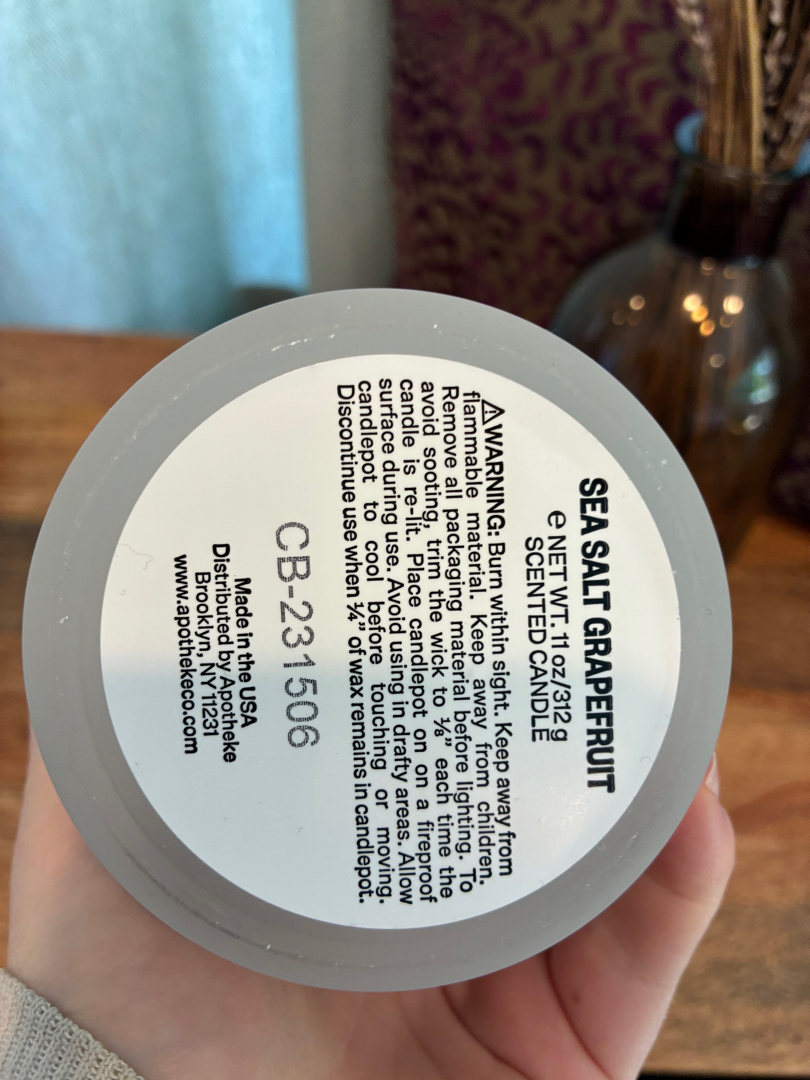 SEA SALT GRAPEFRUIT
e NET WT. 11 oz/312 g
SCENTED CANDLE
⚠WARNING: Burn within sight. Keep away from
flammable material. Keep away from children.
Remove all packaging material before lighting. To
avoid sooting, trim the wick to ⅛” each time the
candle is re-lit. Place candlepot on on a fireproof
surface during use. Avoid using in drafty areas. Allow
candlepot to cool before touching or moving.
Discontinue use when ¼” of wax remains in candlepot.
CB-231506
Made in the USA
Distributed by Apotheke
Brooklyn, NY 11231
www.apothekeco.com